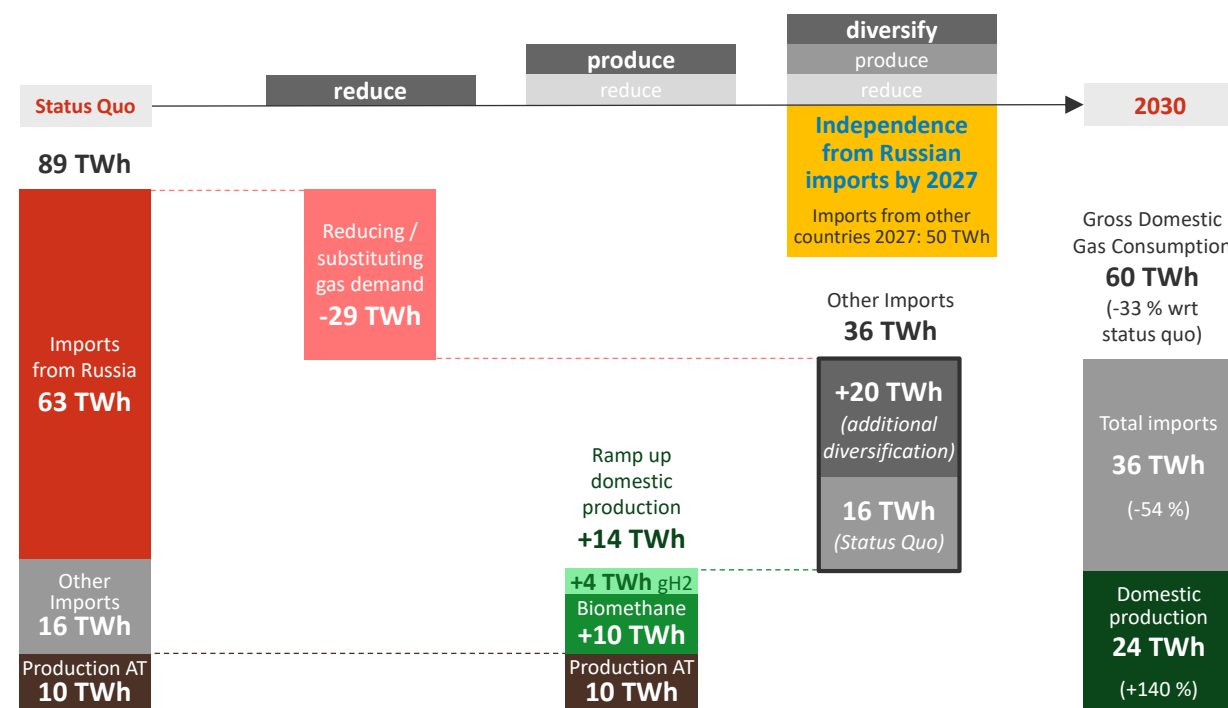 diversify
produce
produce
reduce
reduce
reduce
Status Quo
2030
89 TWh
Imports
from Russia
63 TWh
Other
Imports
16 TWh
Production AT
10 TWh
Reducing /
substituting
gas demand
-29 TWh
Ramp up
domestic
production
+14 TWh
+4 TWh gH2
Biomethane
+10 TWh
Production AT
10 TWh
Independence
from Russian
imports by 2027
Imports from other
countries 2027: 50 TWh
Other Imports
36 TWh
+20 TWh
(additional
diversification)
16 TWh
(Status Quo)
Gross Domestic
Gas Consumption
60 TWh
(-33 % wrt
status quo)
Total imports
36 TWh
(-54 %)
Domestic
production
24 TWh
(+140 %)